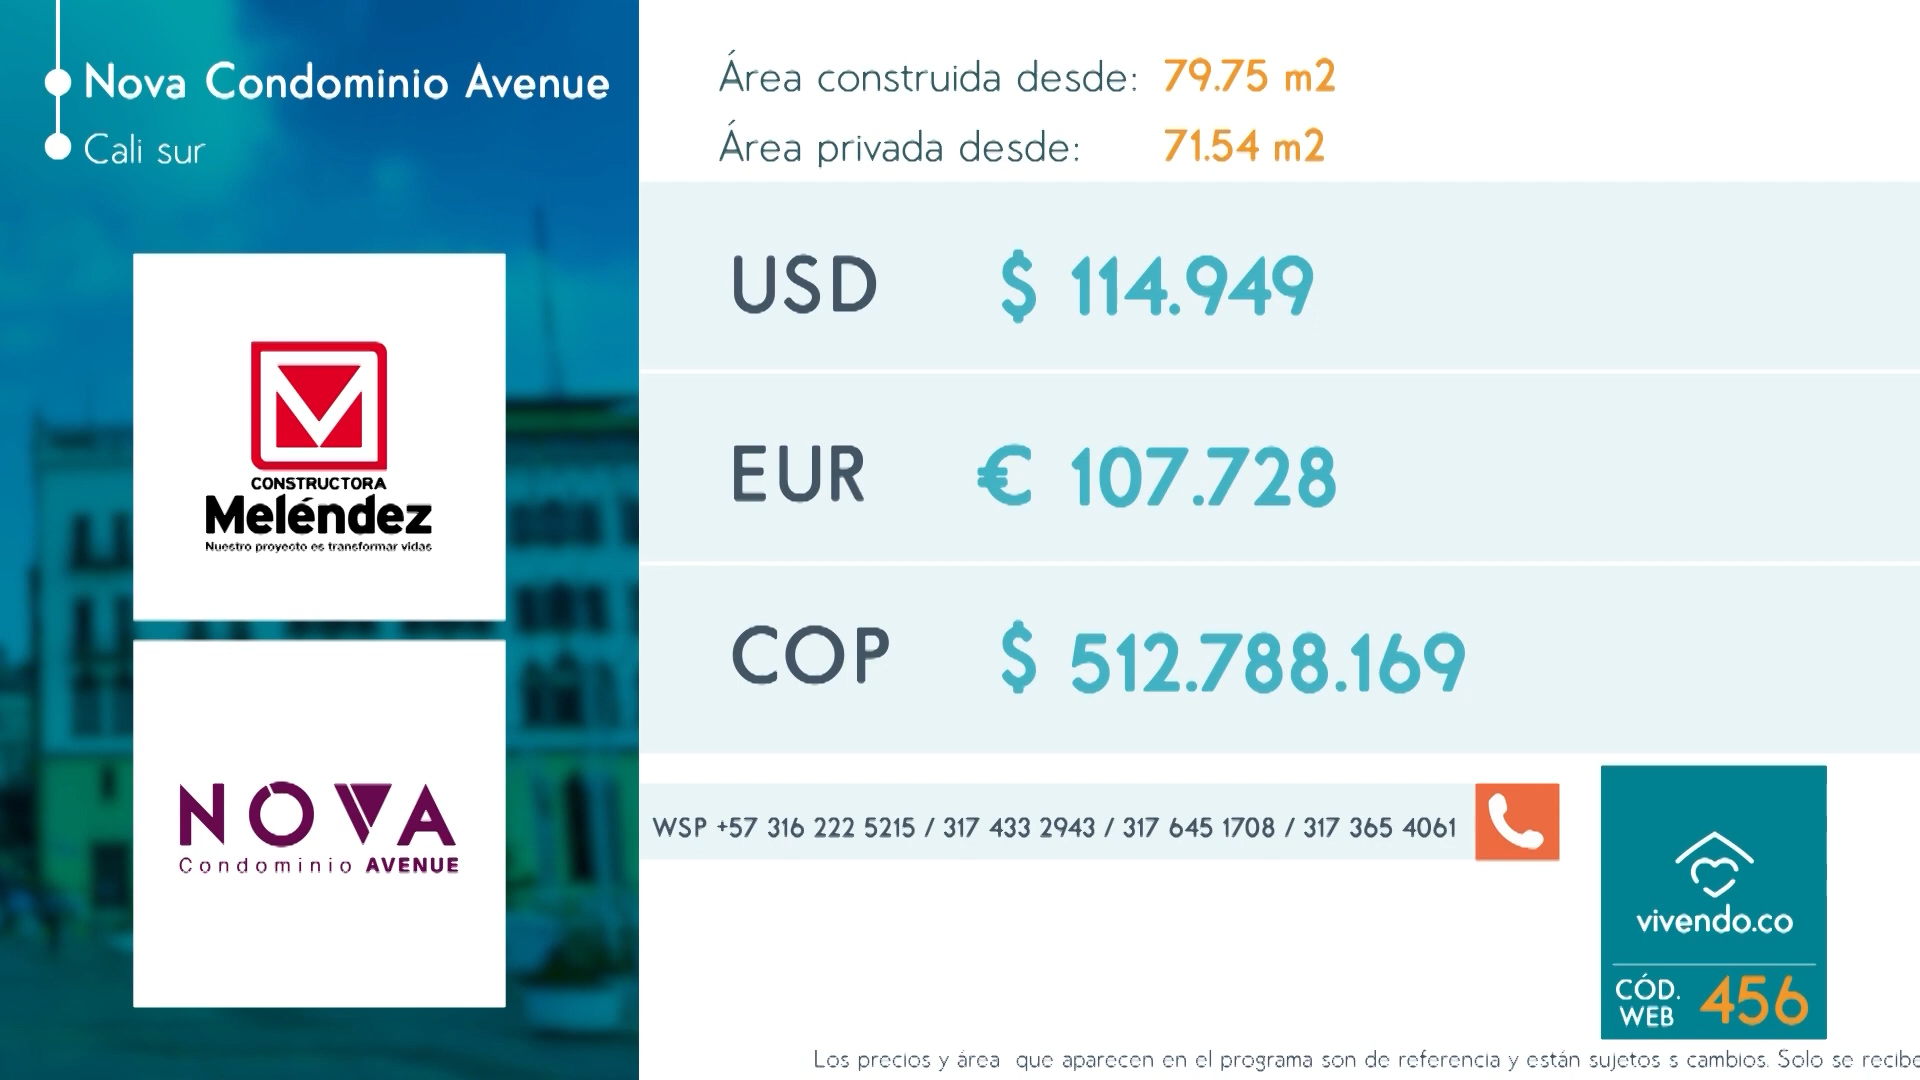 Nova Condominio Avenue
Cali sur
CONSTRUCTORA
Meléndez
Nuestro proyecto es transformar vidas
NOVA
Condominio AVENUE
Área construida desde: 79.75 m2
Área privada desde: 71.54 m2
USD $ 114.949
EUR € 107.728
COP $ 512.788.169
WSP +57 316 222 5215 / 317 433 2943 / 317 645 1708 / 317 365 4061
vivendo.co
CÓD. WEB 456
Los precios y área que aparecen en el programa son de referencia y están sujetos s cambios. Solo se recibe